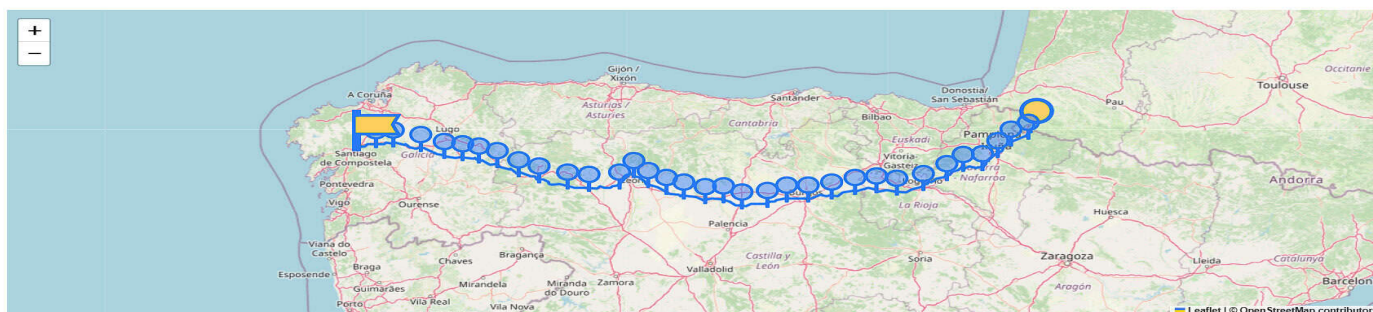 +
−
Gijón /
Xixón
A Coruña
Santander
Donostia/
San Sebastián
Bilbao
Toulouse
Occitanie
Pau
Asturias /
Asturies
Cantabria
Lugo
Euskadi
Vitoria-
Gasteiz
Santiago
de Compostela
Galicia
Pontevedra
Ourense
Vigo
Nafarroa
Andorra
La Rioja
Huesca
Palencia
Viana do
Castelo
Braga
Chaves
Bragança
Esposende
Guimarães
Mirandela
Miranda
do Douro
Zamora
Valladolid
Castilla y
León
Soria
Zaragoza
Lleida
Catalunya
Aragón
Barcelon
Porto
Vila Real
Vila Nova
Leaflet | © OpenStreetMap contributor